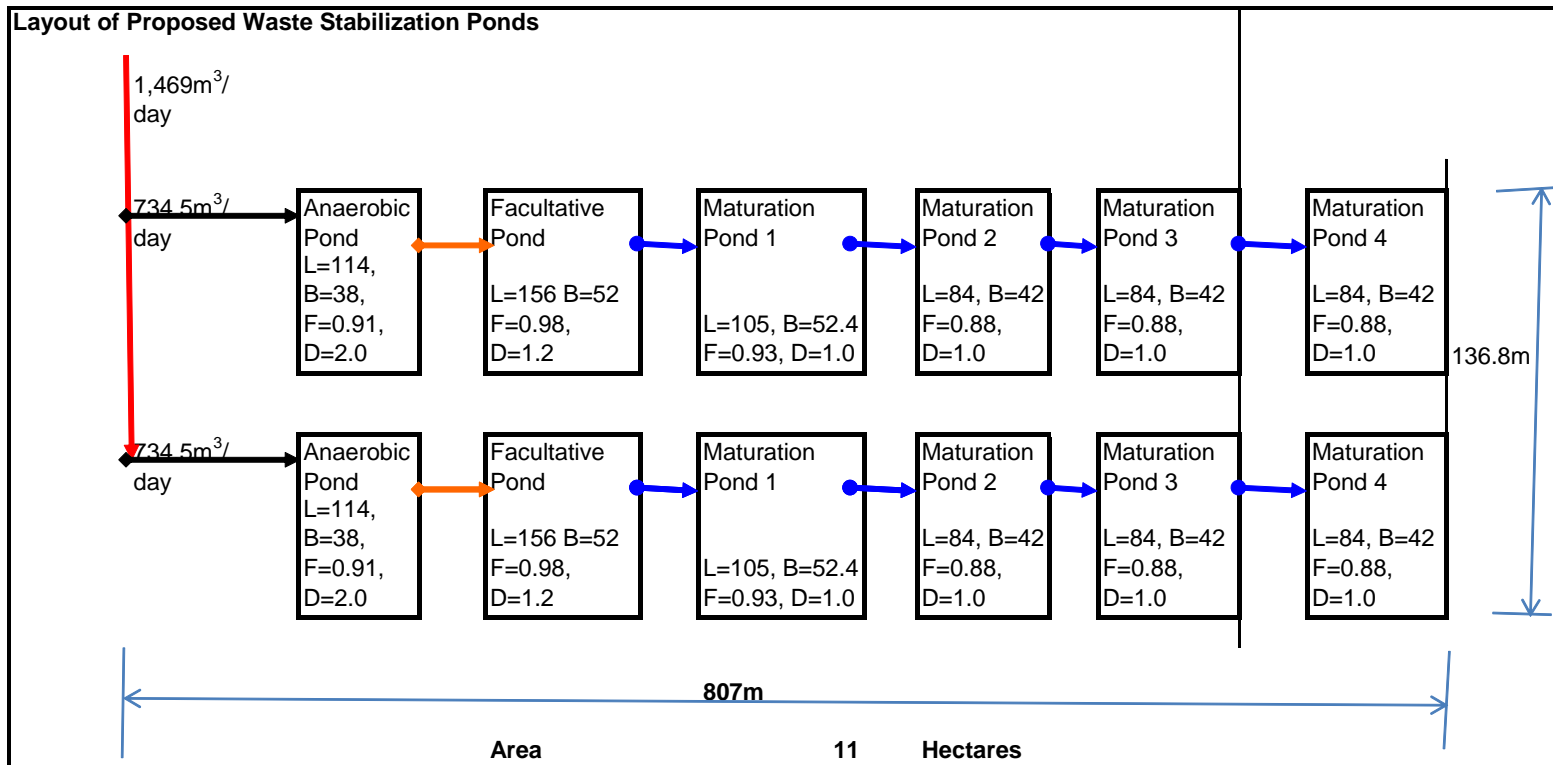 Layout of Proposed Waste Stabilization Ponds
1,469m³/
day
734.5m³/
day
Anaerobic
Pond
L=114,
B=38,
F=0.91,
D=2.0
Facultative
Pond
L=156 B=52
F=0.98,
D=1.2
Maturation
Pond 1
L=105, B=52.4
F=0.93, D=1.0
Maturation
Pond 2
L=84, B=42
F=0.88,
D=1.0
Maturation
Pond 3
L=84, B=42
F=0.88,
D=1.0
Maturation
Pond 4
L=84, B=42
F=0.88,
D=1.0
136.8m
734.5m³/
day
Anaerobic
Pond
L=114,
B=38,
F=0.91,
D=2.0
Facultative
Pond
L=156 B=52
F=0.98,
D=1.2
Maturation
Pond 1
L=105, B=52.4
F=0.93, D=1.0
Maturation
Pond 2
L=84, B=42
F=0.88,
D=1.0
Maturation
Pond 3
L=84, B=42
F=0.88,
D=1.0
Maturation
Pond 4
L=84, B=42
F=0.88,
D=1.0
807m
Area 11 Hectares